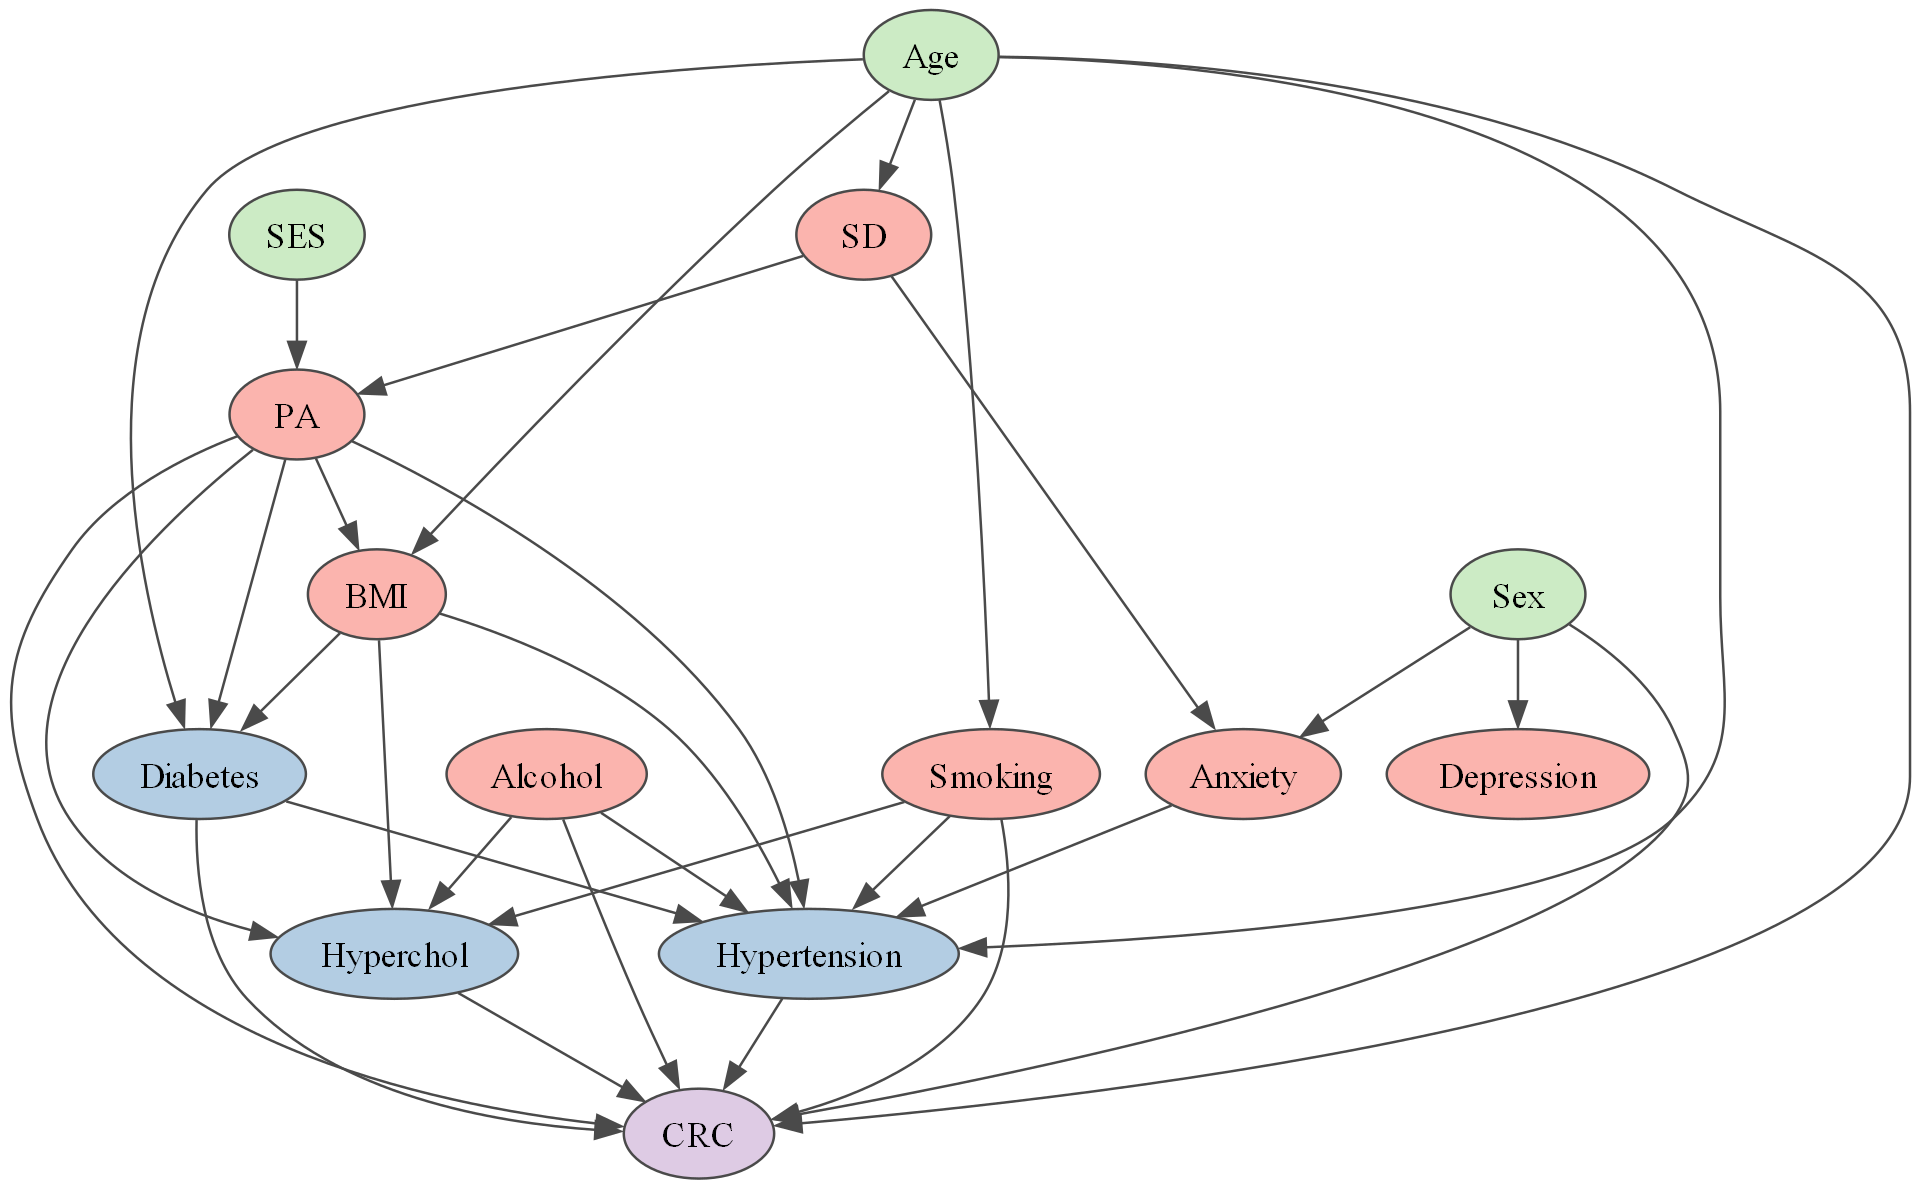 Age
SES
SD
PA
BMI
Sex
Diabetes
Alcohol
Smoking
Anxiety
Depression
Hyperchol
Hypertension
CRC